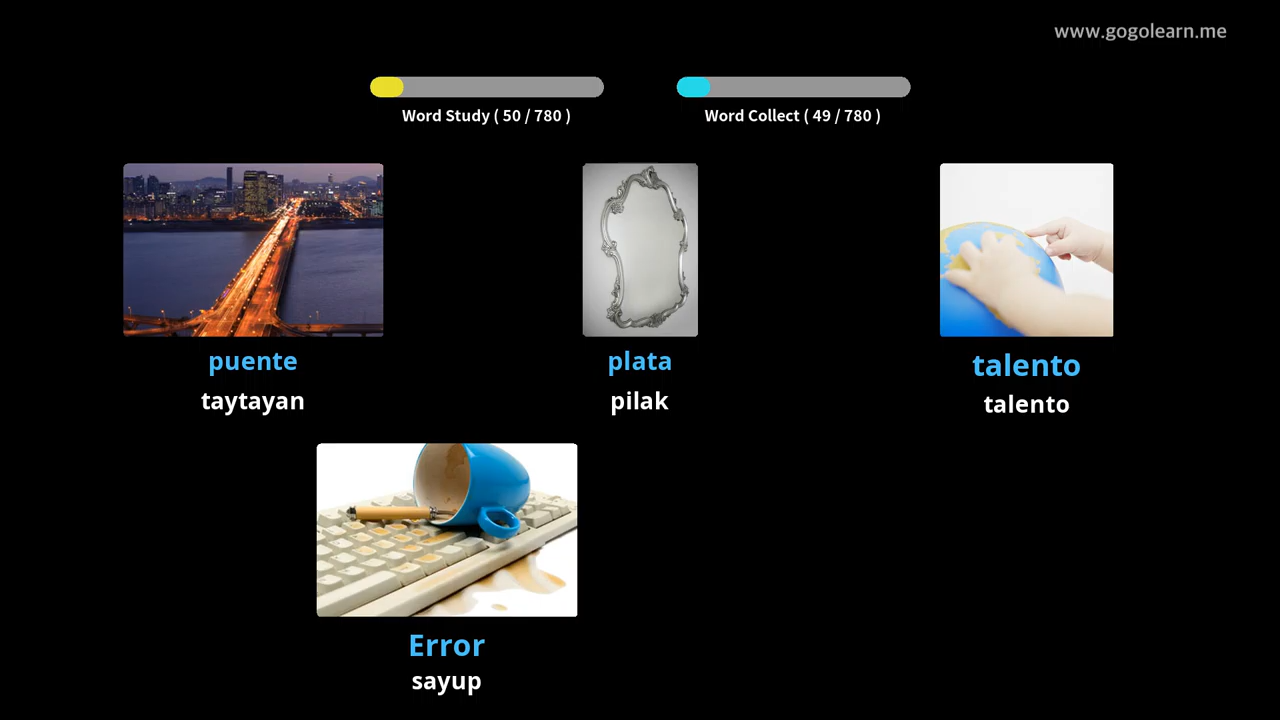 www.gogolearn.me
Word Study ( 50 / 780 )
Word Collect ( 49 / 780 )
puente
taytayan
plata
pilak
talento
talento
Error
sayup